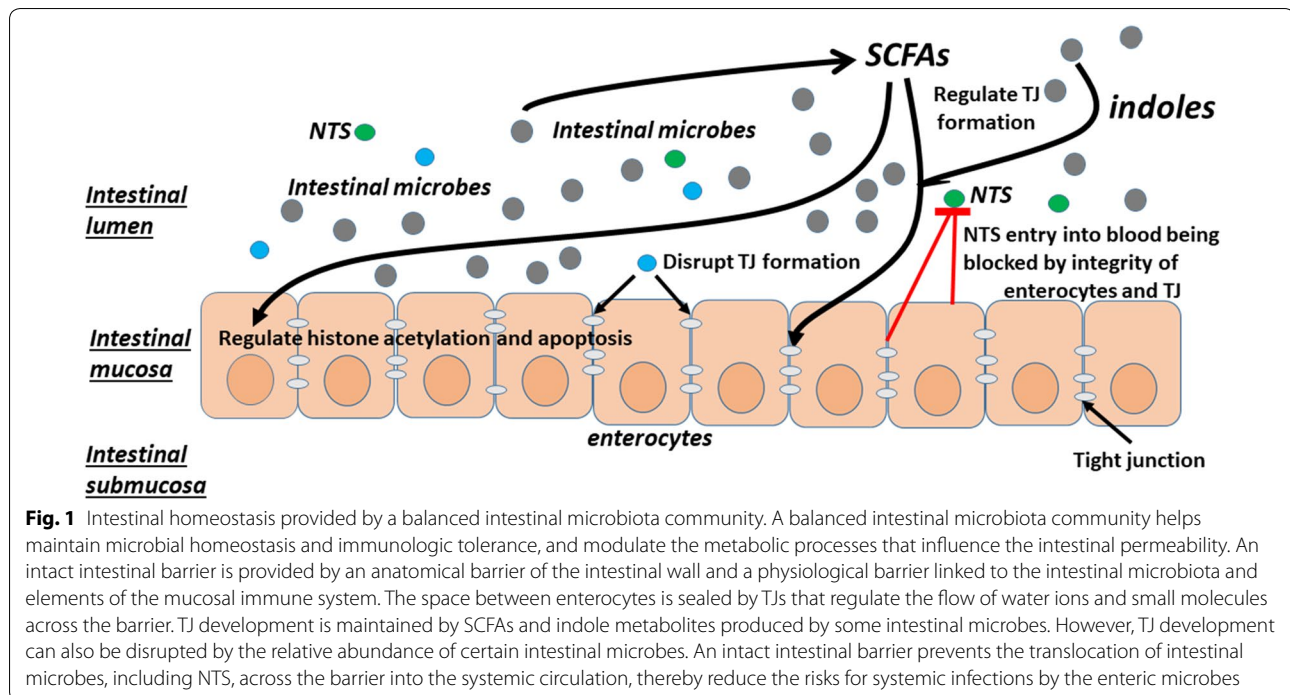 SCFAs
Regulate TJ
formation
indoles
NTS
Intestinal microbes
Intestinal microbes
Intestinal
lumen
NTS
NTS entry into blood being
blocked by integrity of
enterocytes and TJ
Disrupt TJ formation
Intestinal
mucosa
Regulate histone acetylation and apoptosis
enterocytes
Intestinal
submucosa
Tight junction
Fig. 1 Intestinal homeostasis provided by a balanced intestinal microbiota community. A balanced intestinal microbiota community helps
maintain microbial homeostasis and immunologic tolerance, and modulate the metabolic processes that influence the intestinal permeability. An
intact intestinal barrier is provided by an anatomical barrier of the intestinal wall and a physiological barrier linked to the intestinal microbiota and
elements of the mucosal immune system. The space between enterocytes is sealed by TJs that regulate the flow of water ions and small molecules
across the barrier. TJ development is maintained by SCFAs and indole metabolites produced by some intestinal microbes. However, TJ development
can also be disrupted by the relative abundance of certain intestinal microbes. An intact intestinal barrier prevents the translocation of intestinal
microbes, including NTS, across the barrier into the systemic circulation, thereby reduce the risks for systemic infections by the enteric microbes